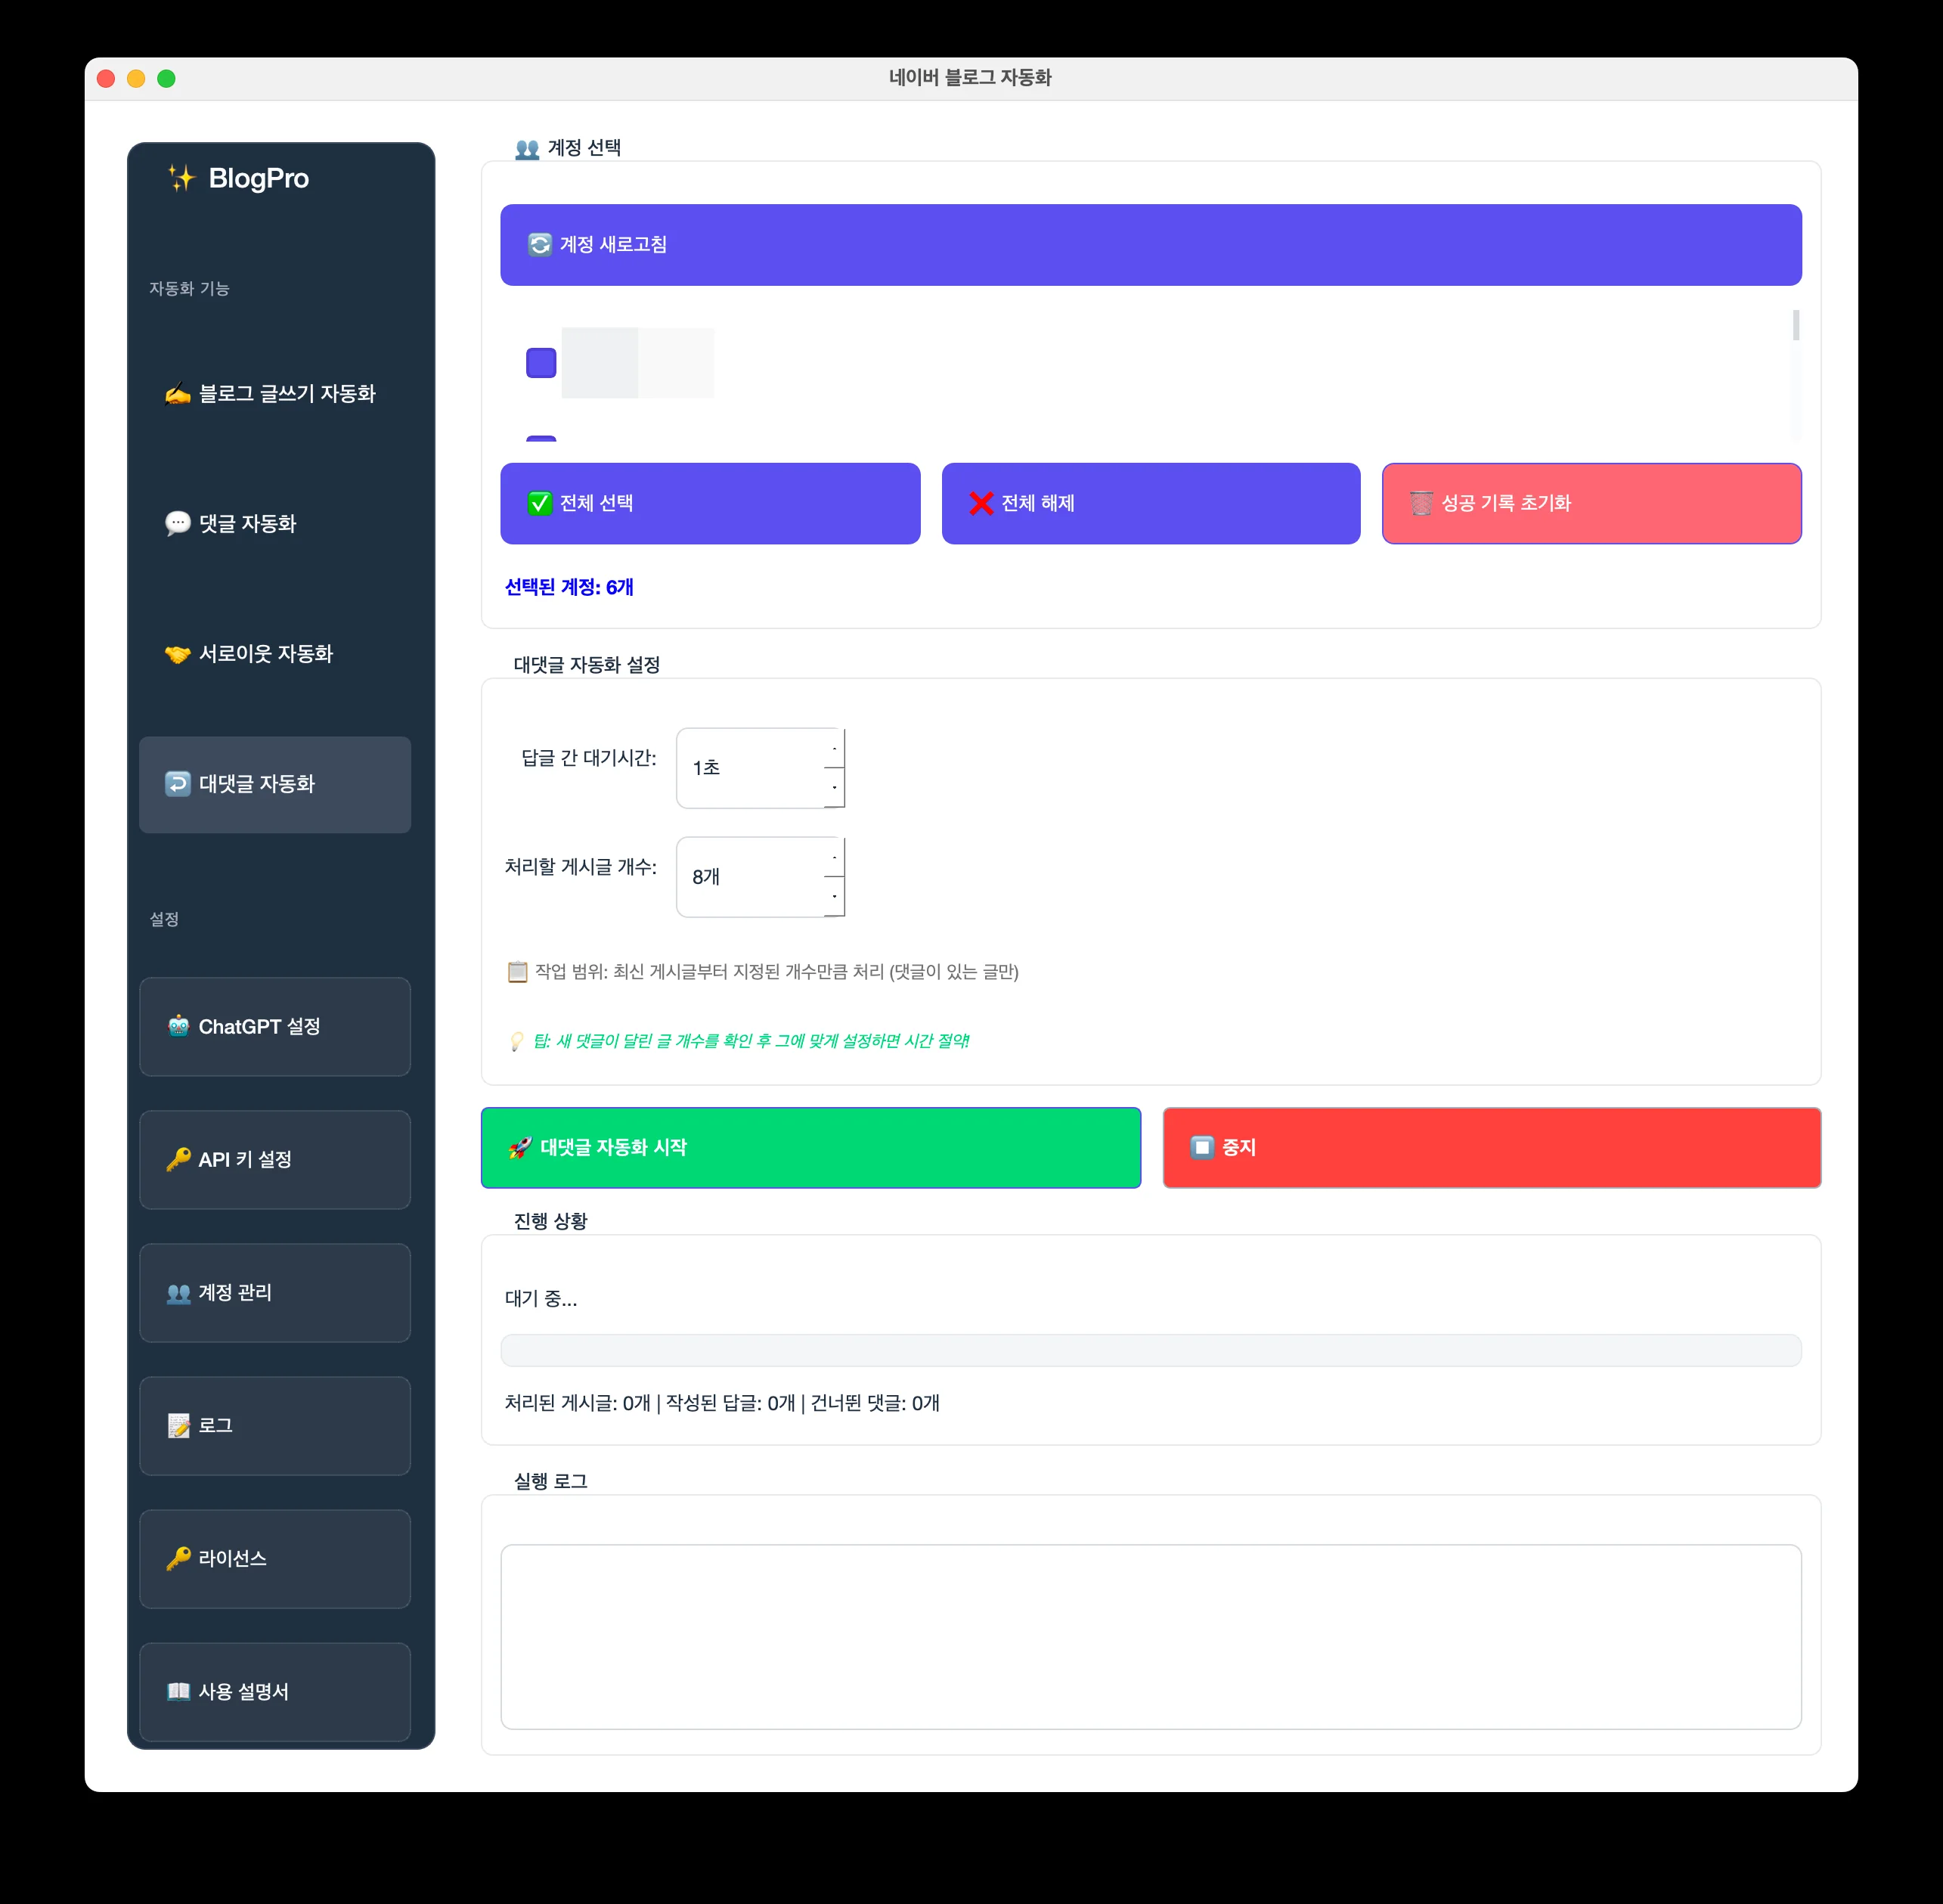 네이버 블로그 자동화
✨ BlogPro
자동화 기능
✍️ 블로그 글쓰기 자동화
💬 댓글 자동화
🤝 서로이웃 자동화
↩️ 대댓글 자동화
설정
🤖 ChatGPT 설정
🔑 API 키 설정
👥 계정 관리
📝 로그
🔑 라이선스
📖 사용 설명서
👥 계정 선택
🔄 계정 새로고침
✅ 전체 선택
❌ 전체 해제
🗑️ 성공 기록 초기화
선택된 계정: 6개
대댓글 자동화 설정
답글 간 대기시간: 1초
처리할 게시글 개수: 8개
📋 작업 범위: 최신 게시글부터 지정된 개수만큼 처리 (댓글이 있는 글만)
💡 팁: 새 댓글이 달린 글 개수를 확인 후 그에 맞게 설정하면 시간 절약!
🚀 대댓글 자동화 시작
⏹️ 중지
진행 상황
대기 중...
처리된 게시글: 0개 | 작성된 답글: 0개 | 건너뛴 댓글: 0개
실행 로그